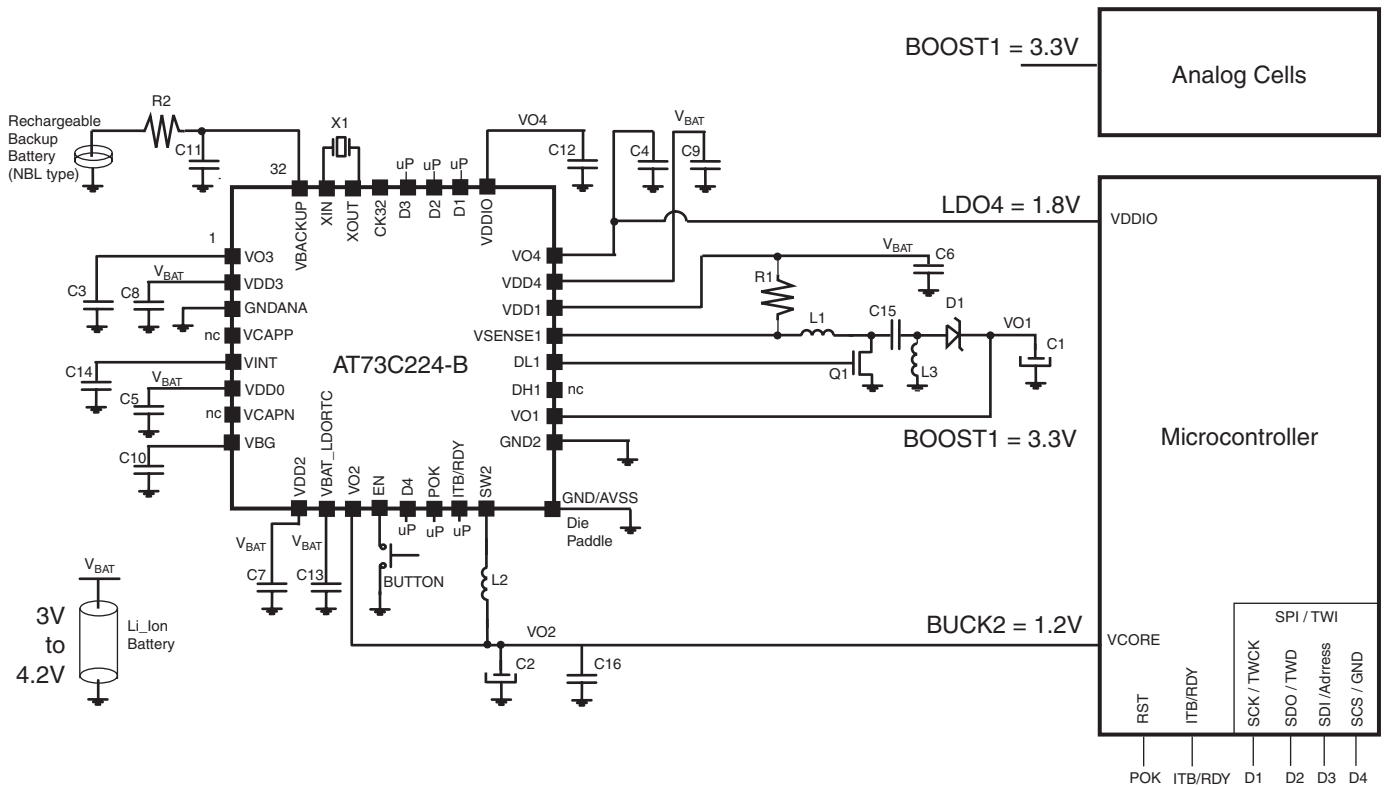 BOOST1 = 3.3V
Analog Cells
Rechargeable
Backup
Battery
(NBL type)
R2
C11
X1
VO4
C12
C4
VBAT
C9
32
uP
uP
uP
VBACKUP
XIN
XOUT
CK32
D3
D2
D1
VDDIO
LDO4 = 1.8V
VDDIO
1
VO3
VDD3
GNDANA
nc
VCAPP
VINT
VDD0
nc
VCAPN
VBG
C3
C8
VBAT
C14
C5
VBAT
C10
AT73C224-B
VO4
VDD4
VDD1
VSENSE1
DL1
DH1
nc
VO1
GND2
VBAT
C6
R1
L1
C15
D1
VO1
C1
Q1
L3
BOOST1 = 3.3V
Microcontroller
VDD2
VBAT_LDORTC
VO2
EN
D4
POK
ITB/RDY
SW2
GND/AVSS
Die
Paddle
uP
uP
uP
VBAT
VBAT
C7
C13
BUTTON
L2
VBAT
3V
to
4.2V
Li_Ion
Battery
VO2
C2
C16
BUCK2 = 1.2V
VCORE
SPI / TWI
RST
ITB/RDY
SCK / TWCK
SDO / TWD
SDI /Adrress
SCS / GND
POK
ITB/RDY
D1
D2
D3
D4